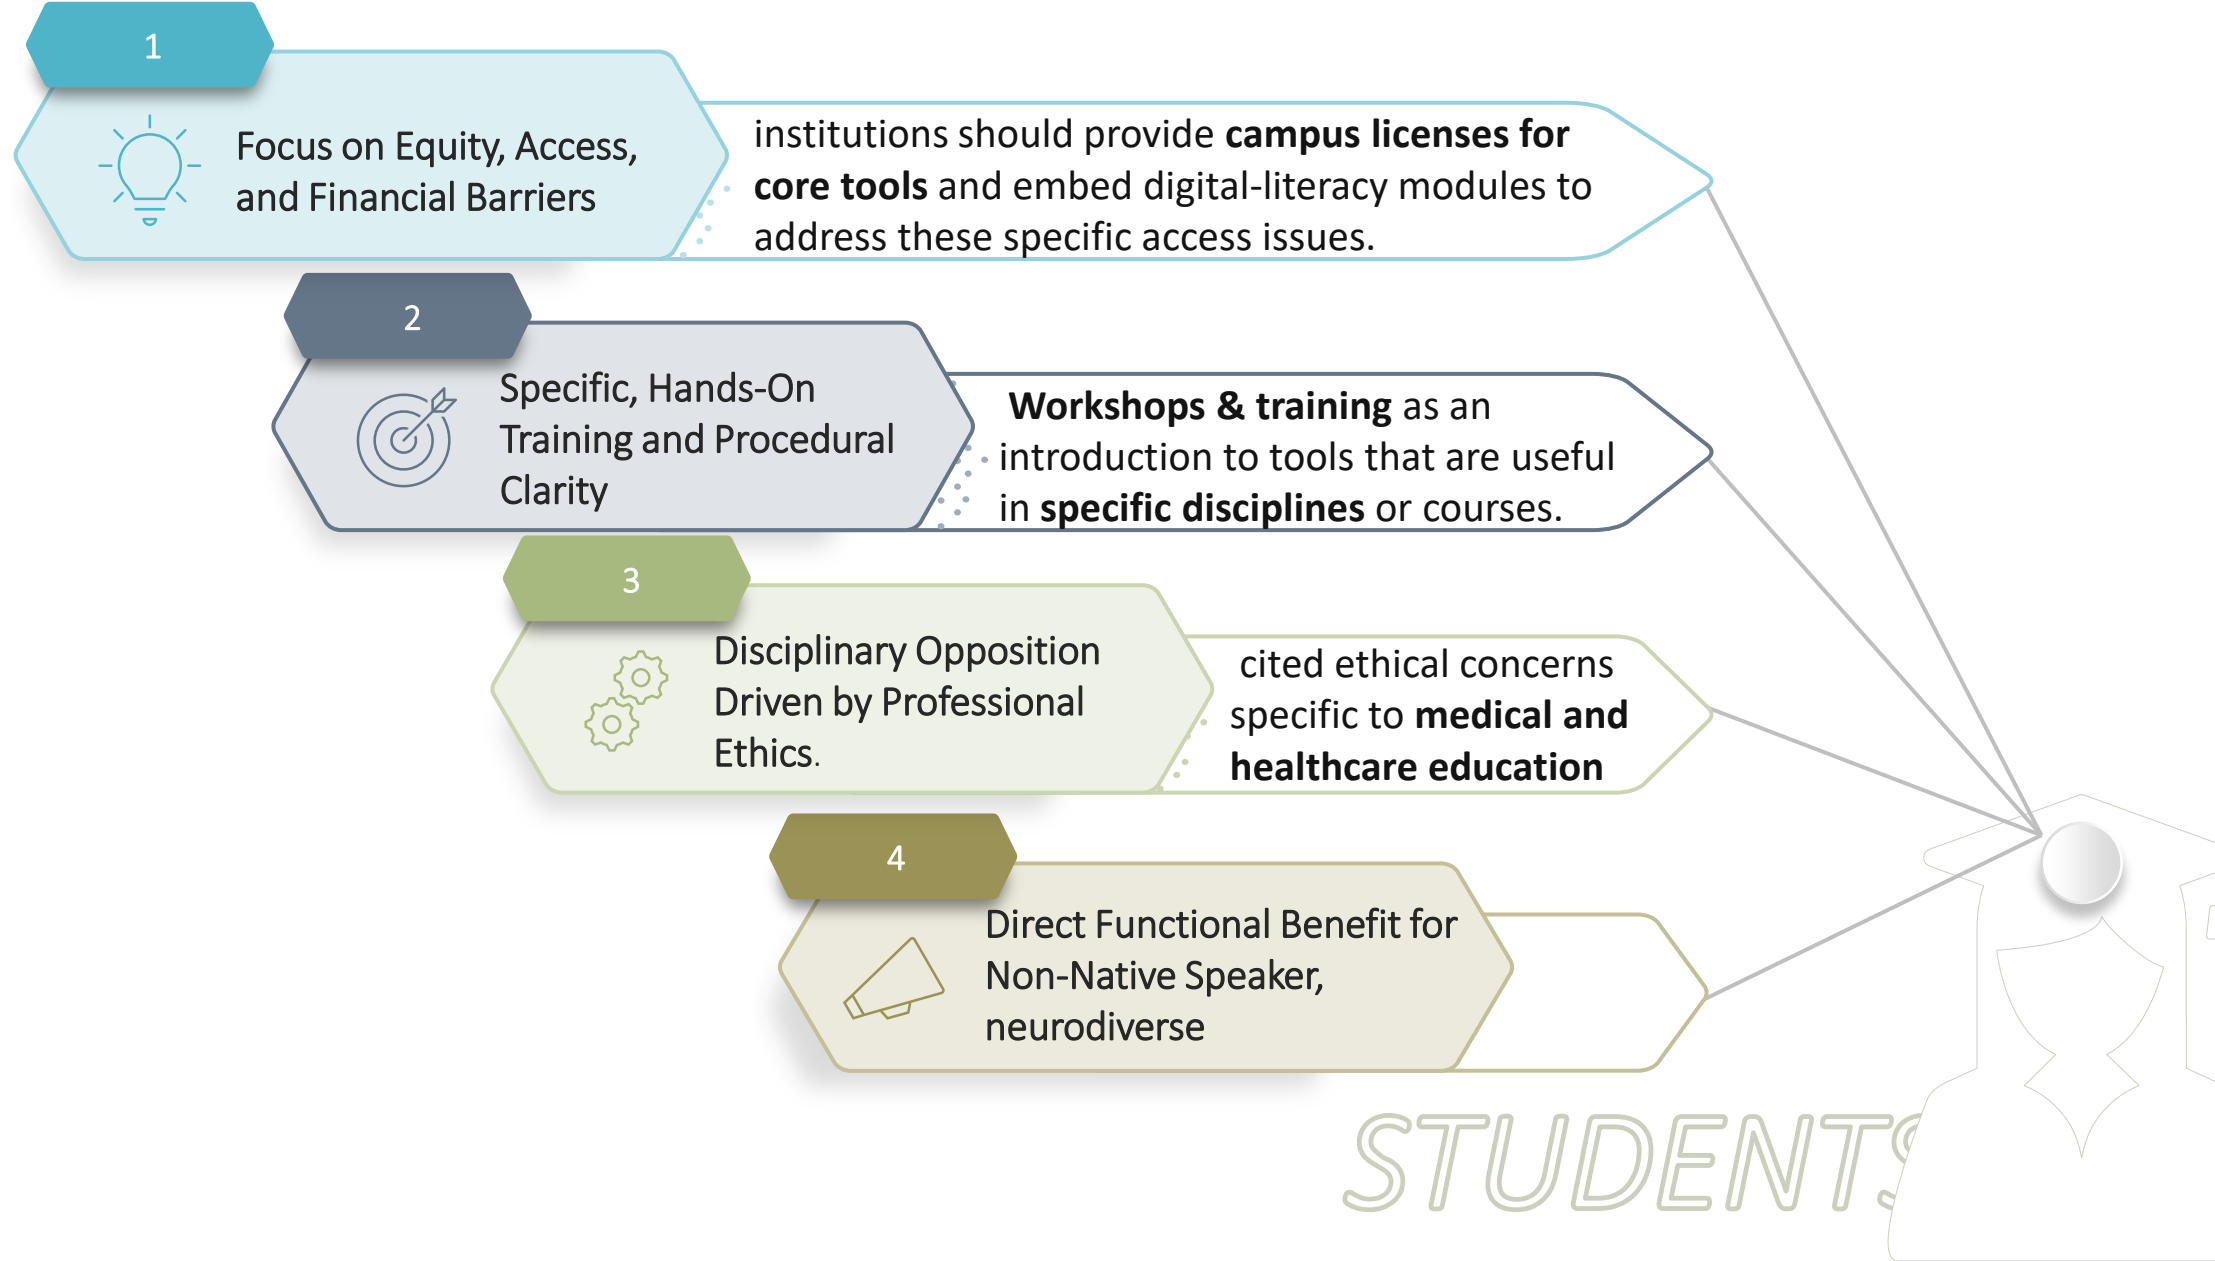 1
Focus on Equity, Access,
and Financial Barriers
institutions should provide campus licenses for
core tools and embed digital-literacy modules to
address these specific access issues.
2
Specific, Hands-On
Training and Procedural
Clarity
Workshops & training as an
introduction to tools that are useful
in specific disciplines or courses.
3
Disciplinary Opposition
Driven by Professional
Ethics.
cited ethical concerns
specific to medical and
healthcare education
4
Direct Functional Benefit for
Non-Native Speaker,
neurodiverse
STUDENTS